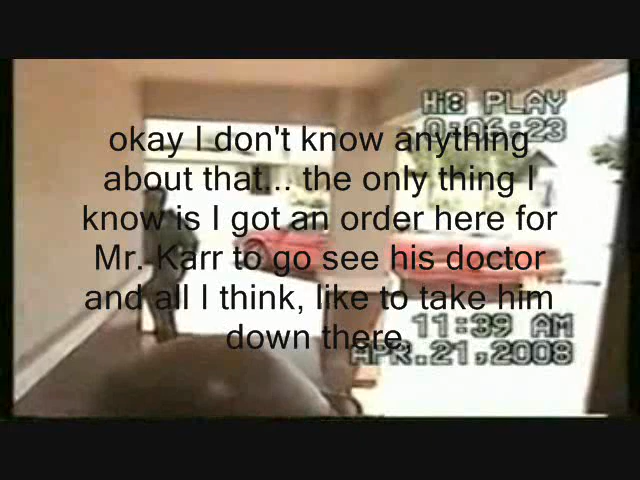 Hi8 PLAY
0:06:23
okay I don't know anything
about that... the only thing I
know is I got an order here for
Mr. Karr to go see his doctor
and all I think, like to take him
down there
11:39 AM
APR.21,2008